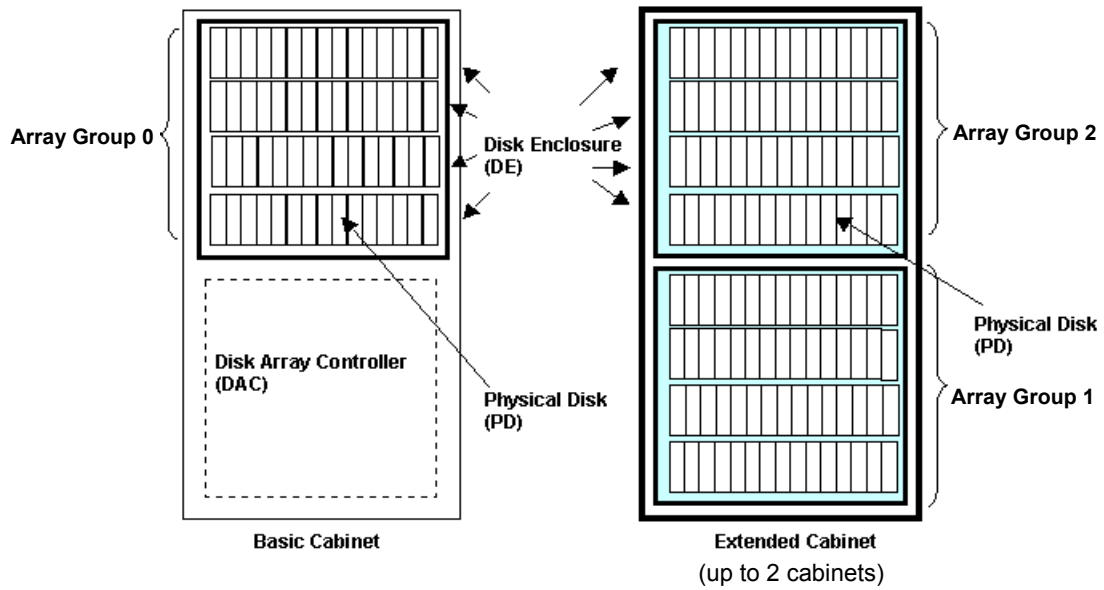 Array Group 0
Disk Enclosure
(DE)
Array Group 2
Disk Array Controller
(DAC)
Physical Disk
(PD)
Physical Disk
(PD)
Array Group 1
Basic Cabinet
Extended Cabinet
(up to 2 cabinets)